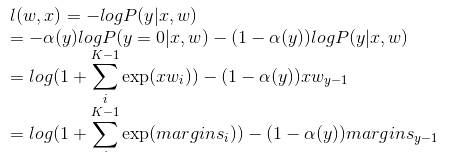 l(w, x) = −logP(y|x, w)
= −α(y)logP(y = 0|x, w) − (1 − α(y))logP(y|x, w)
= log(1 + ∑_{i}^{K−1} exp(xw_i)) − (1 − α(y))xw_{y−1}
= log(1 + ∑_{i}^{K−1} exp(margins_i)) − (1 − α(y))margins_{y−1}